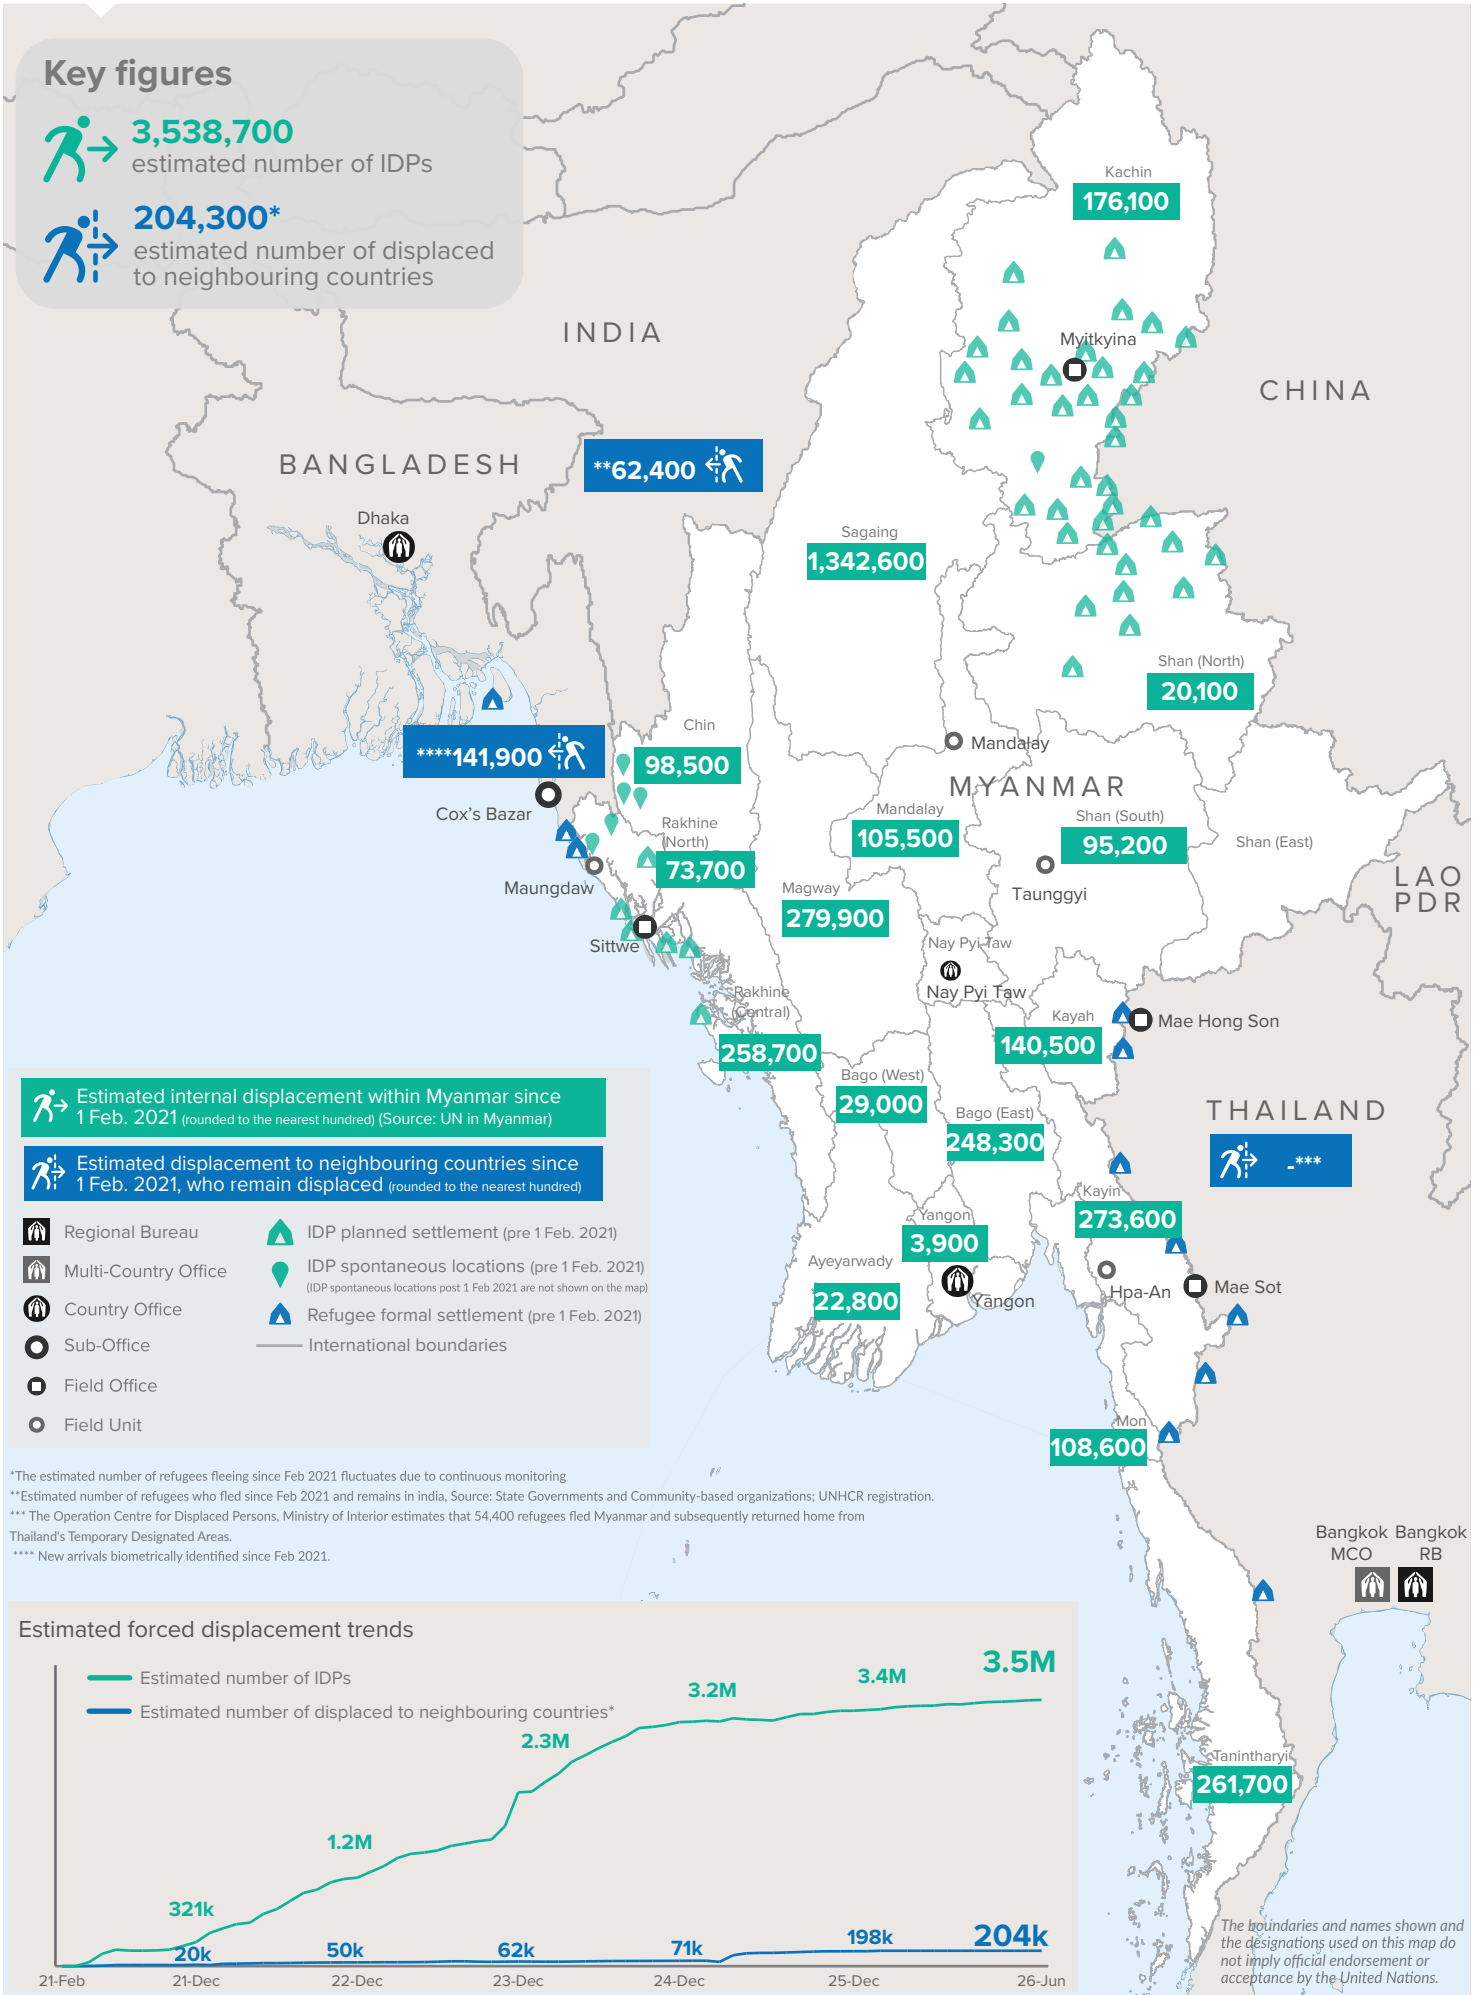 Key figures
3,538,700
estimated number of IDPs
204,300*
estimated number of displaced
to neighbouring countries
INDIA
CHINA
BANGLADESH
Dhaka
**62,400
Kachin
176,100
Myitkyina
Sagaing
1,342,600
Shan (North)
20,100
Chin
98,500
****141,900
Cox's Bazar
Mandalay
MYANMAR
Mandalay
105,500
Shan (South)
95,200
Shan (East)
Rakhine
(North)
73,700
Taunggyi
LAO
PDR
Maungdaw
Magway
279,900
Sittwe
Nay Pyi Taw
Nay Pyi Taw
Rakhine
(Central)
258,700
Kayah
140,500
Mae Hong Son
Bago (West)
29,000
Bago (East)
248,300
THAILAND
-***
Kayin
273,600
Yangon
3,900
Ayeyarwady
22,800
Yangon
Hpa-An
Mae Sot
Mon
108,600
Bangkok
MCO
Bangkok
RB
Tanintharyi
261,700
Estimated internal displacement within Myanmar since
1 Feb. 2021 (rounded to the nearest hundred) (Source: UN in Myanmar)
Estimated displacement to neighbouring countries since
1 Feb. 2021, who remain displaced (rounded to the nearest hundred)
Regional Bureau
Multi-Country Office
Country Office
Sub-Office
Field Office
Field Unit
IDP planned settlement (pre 1 Feb. 2021)
IDP spontaneous locations (pre 1 Feb. 2021)
(IDP spontaneous locations post 1 Feb 2021 are not shown on the map)
Refugee formal settlement (pre 1 Feb. 2021)
International boundaries
*The estimated number of refugees fleeing since Feb 2021 fluctuates due to continuous monitoring
**Estimated number of refugees who fled since Feb 2021 and remains in india, Source: State Governments and Community-based organizations; UNHCR registration.
*** The Operation Centre for Displaced Persons, Ministry of Interior estimates that 54,400 refugees fled Myanmar and subsequently returned home from
Thailand's Temporary Designated Areas.
**** New arrivals biometrically identified since Feb 2021.
Estimated forced displacement trends
Estimated number of IDPs
Estimated number of displaced to neighbouring countries*
321k
1.2M
2.3M
3.2M
3.4M
3.5M
20k
50k
62k
71k
198k
204k
21-Feb
21-Dec
22-Dec
23-Dec
24-Dec
25-Dec
26-Jun
The boundaries and names shown and
the designations used on this map do
not imply official endorsement or
acceptance by the United Nations.